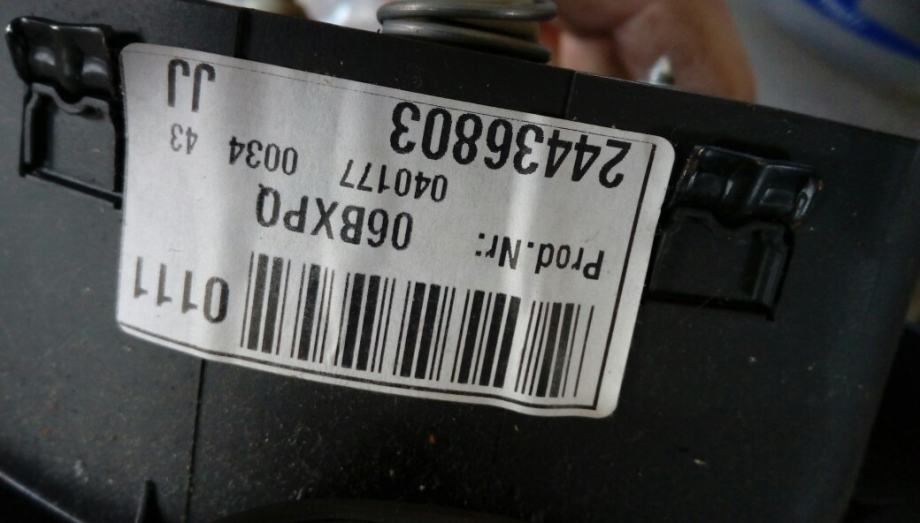 0111
Prod.Nr: 06BXPQ
040177 0034 43
24436803 JJ